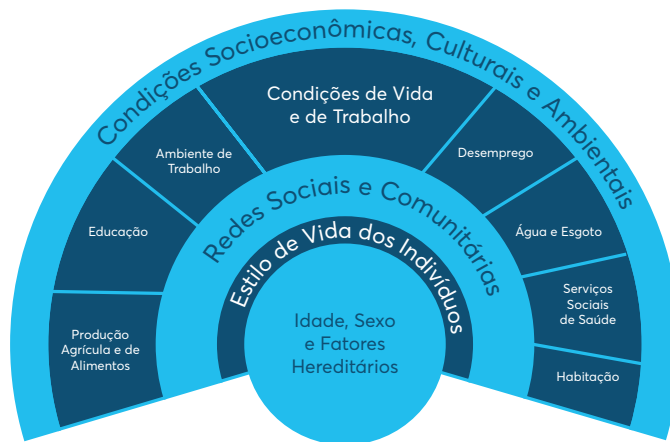 Condições Socioeconômicas, Culturais e Ambientais
Condições de Vida
e de Trabalho
Ambiente de
Trabalho
Desemprego
Educação
Água e Esgoto
Produção
Agrícola e de
Alimentos
Serviços
Sociais
de Saúde
Habitação
Redes Sociais e Comunitárias
Estilo de Vida dos Indivíduos
Idade, Sexo
e Fatores
Hereditários